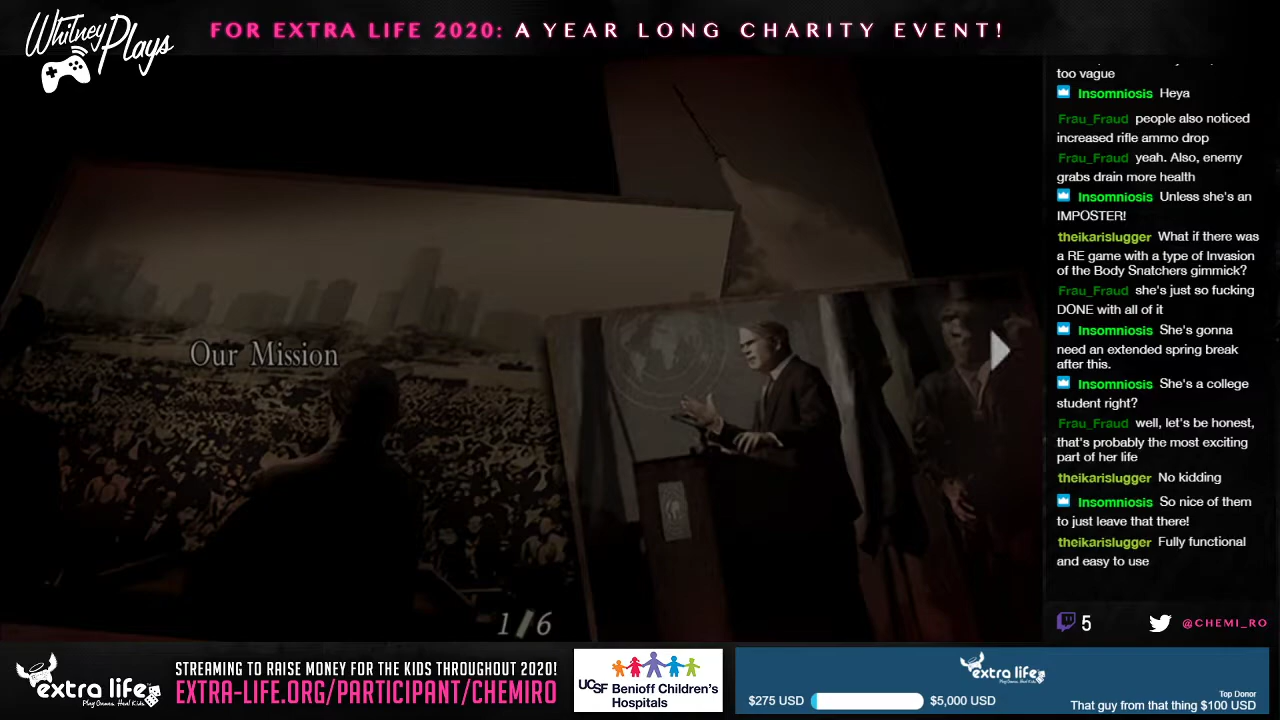 Whitney Plays
FOR EXTRA LIFE 2020: A YEAR LONG CHARITY EVENT!
too vague
Insomniosis Heya
Frau_Fraud people also noticed
increased rifle ammo drop
Frau_Fraud yeah. Also, enemy
grabs drain more health
Insomniosis Unless she's an
IMPOSTER!
theikarislugger What if there was
a RE game with a type of Invasion
of the Body Snatchers gimmick?
Frau_Fraud she's just so fucking
DONE with all of it
Insomniosis She's gonna
need an extended spring break
after this.
Insomniosis She's a college
student right?
Frau_Fraud well, let's be honest,
that's probably the most exciting
part of her life
theikarislugger No kidding
Insomniosis So nice of them
to just leave that there!
theikarislugger Fully functional
and easy to use
Our Mission
1/6
5
@CHEMI_RO
extra life
Play Games. Heal Kids.
STREAMING TO RAISE MONEY FOR THE KIDS THROUGHOUT 2020!
EXTRA-LIFE.ORG/PARTICIPANT/CHEMIRO
UCSF Benioff Children's
Hospitals
extra life
Play Games. Heal Kids.
$275 USD
$5,000 USD
Top Donor
That guy from that thing $100 USD